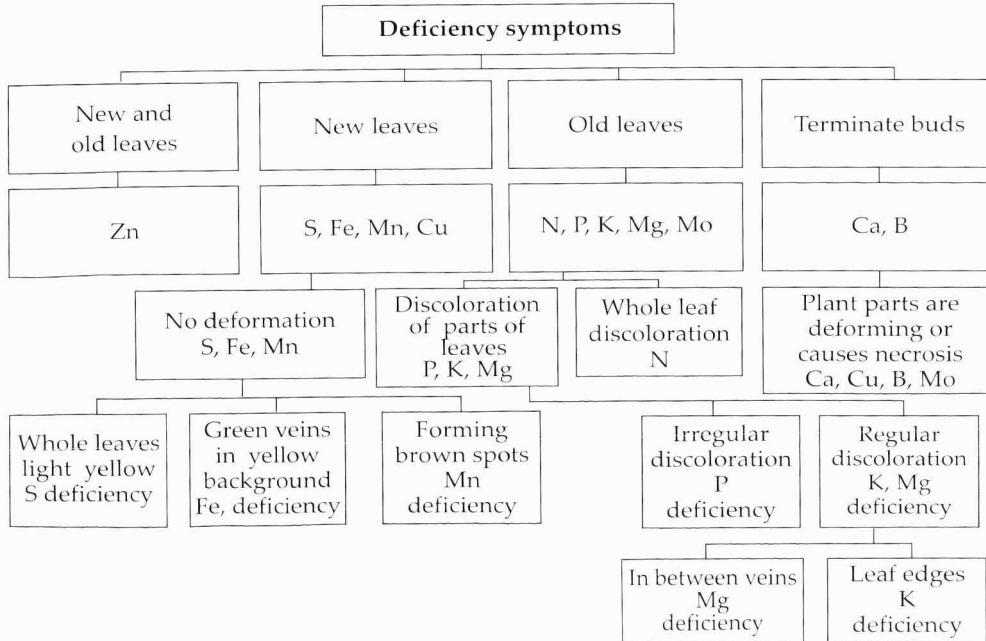 Deficiency symptoms
New and
old leaves
New leaves
Old leaves
Terminate buds
Zn
S, Fe, Mn, Cu
N, P, K, Mg, Mo
Ca, B
No deformation
S, Fe, Mn
Discoloration
of parts of
leaves
P, K, Mg
Whole leaf
discoloration
N
Plant parts are
deforming or
causes necrosis
Ca, Cu, B, Mo
Whole leaves
light yellow
S deficiency
Green veins
in yellow
background
Fe, deficiency
Forming
brown spots
Mn
deficiency
Irregular
discoloration
P
deficiency
Regular
discoloration
K, Mg
deficiency
In between veins
Mg
deficiency
Leaf edges
K
deficiency